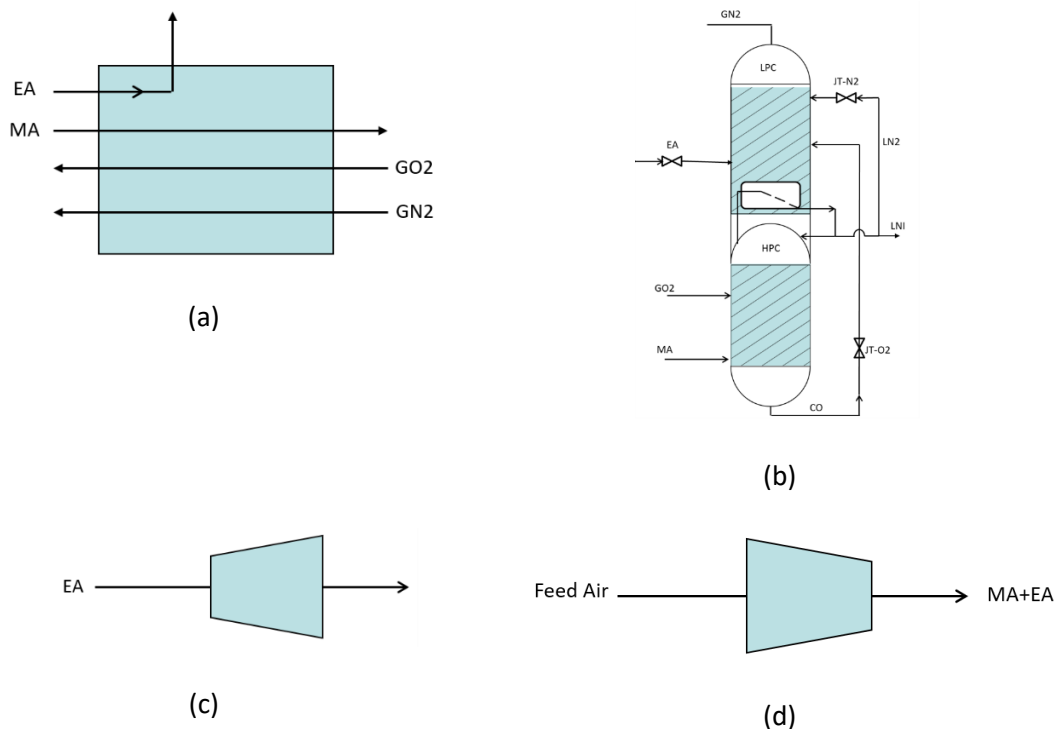 EA
MA
GO2
GN2
(a)
GN2
LPC
JT-N2
EA
LN2
LNI
HPC
GO2
MA
JT-O2
CO
(b)
EA
(c)
Feed Air
MA+EA
(d)